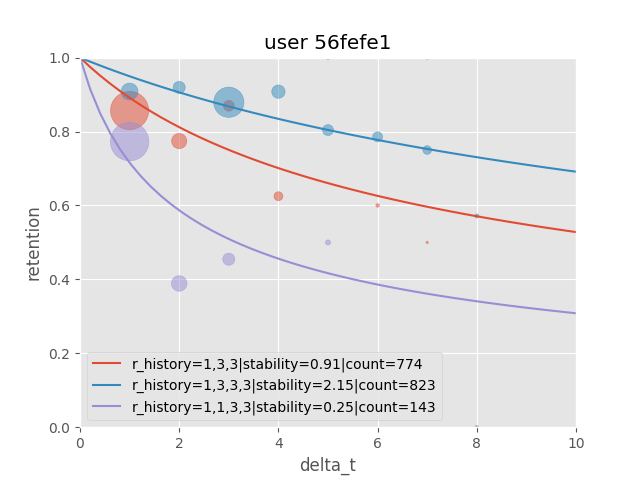 user 56fefe1
1.0
0.8
0.6
0.4
0.2
0.0
retention
r_history=1,3,3|stability=0.91|count=774
r_history=1,3,3,3|stability=2.15|count=823
r_history=1,1,3,3|stability=0.25|count=143
0 2 4 6 8 10
delta_t